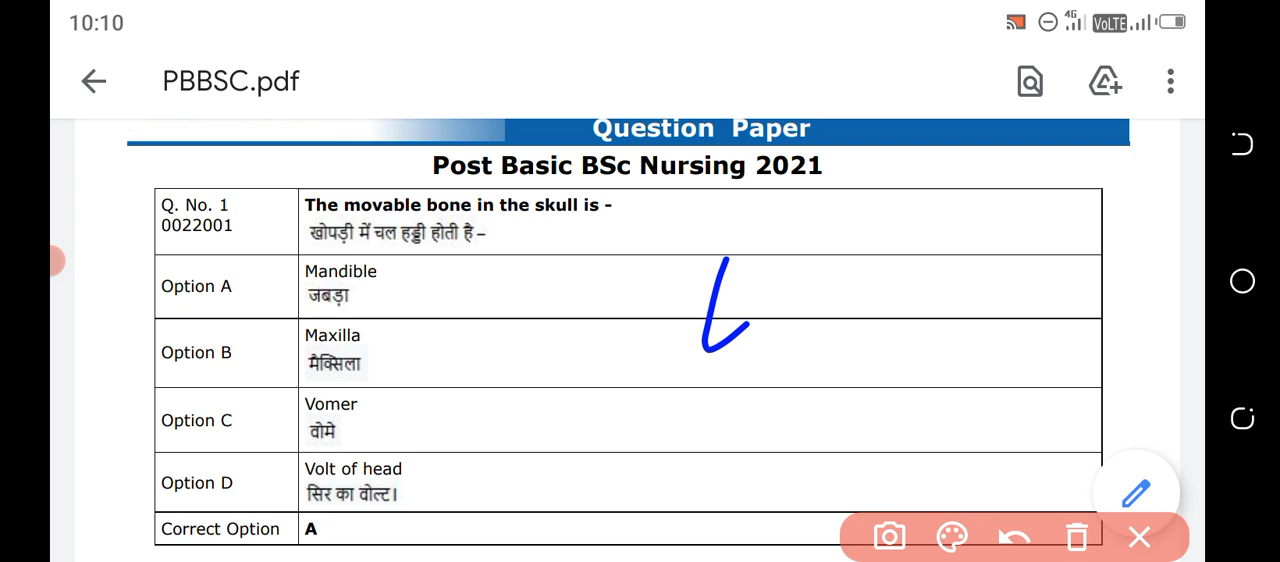 10:10
4G
VoLTE
PBBSC.pdf
Question Paper
Post Basic BSc Nursing 2021
Q. No. 1
0022001
The movable bone in the skull is -
खोपड़ी में चल हड्डी होती है –
Option A
Mandible
जबड़ा
Option B
Maxilla
मैक्सिला
Option C
Vomer
वोमे
Option D
Volt of head
सिर का वोल्ट।
Correct Option
A